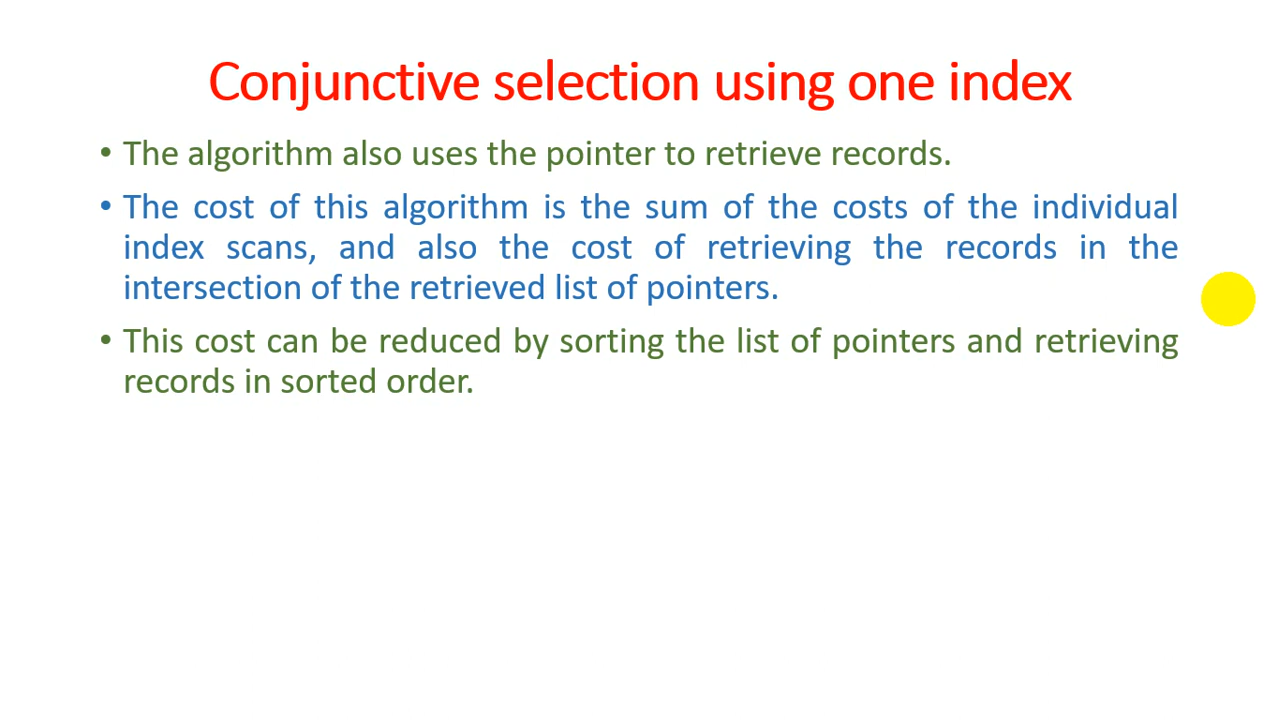 Conjunctive selection using one index
• The algorithm also uses the pointer to retrieve records.
• The cost of this algorithm is the sum of the costs of the individual
index scans, and also the cost of retrieving the records in the
intersection of the retrieved list of pointers.
• This cost can be reduced by sorting the list of pointers and retrieving
records in sorted order.